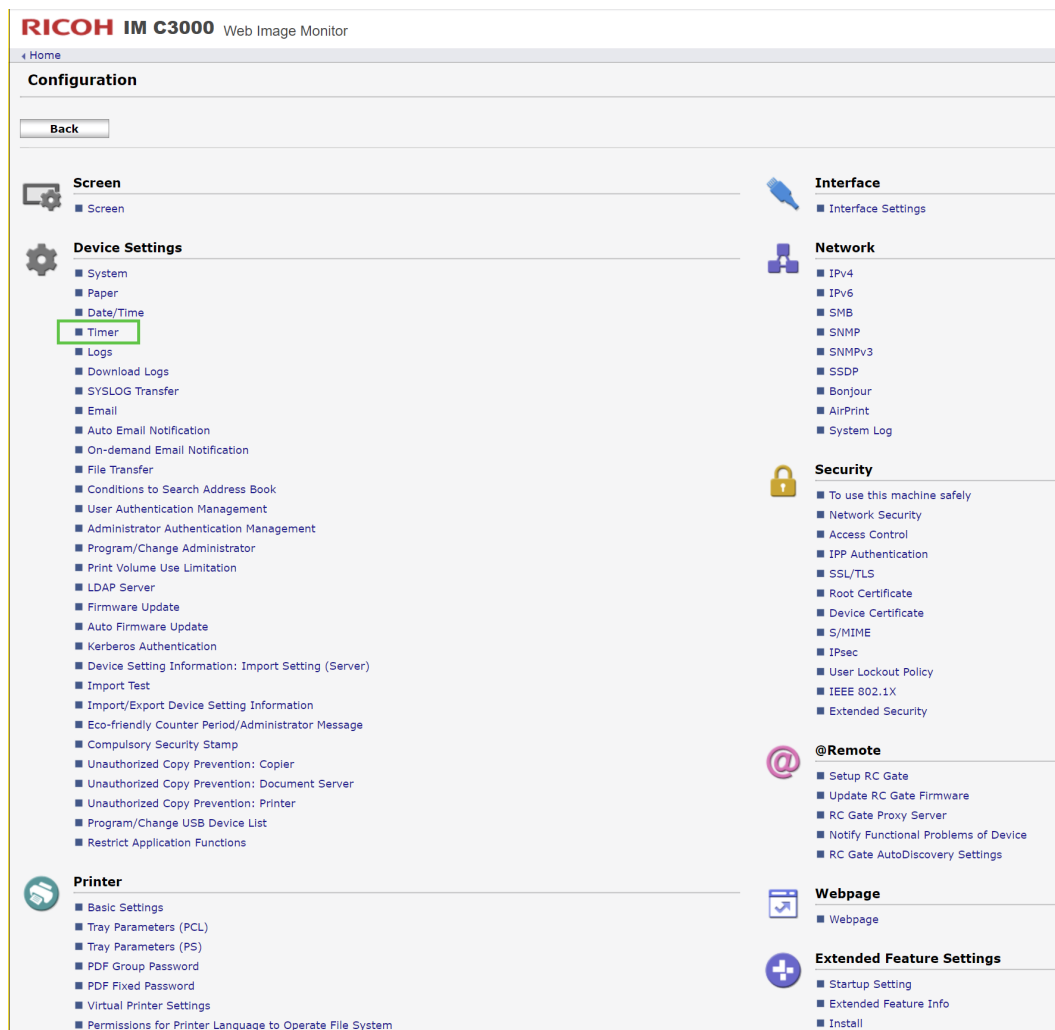 RICOH IM C3000 Web Image Monitor
Home
Configuration
Back
Screen
Screen
Device Settings
System
Paper
Date/Time
Timer
Logs
Download Logs
SYSLOG Transfer
Email
Auto Email Notification
On-demand Email Notification
File Transfer
Conditions to Search Address Book
User Authentication Management
Administrator Authentication Management
Program/Change Administrator
Print Volume Use Limitation
LDAP Server
Firmware Update
Auto Firmware Update
Kerberos Authentication
Device Setting Information: Import Setting (Server)
Import Test
Import/Export Device Setting Information
Eco-friendly Counter Period/Administrator Message
Compulsory Security Stamp
Unauthorized Copy Prevention: Copier
Unauthorized Copy Prevention: Document Server
Unauthorized Copy Prevention: Printer
Program/Change USB Device List
Restrict Application Functions
Printer
Basic Settings
Tray Parameters (PCL)
Tray Parameters (PS)
PDF Group Password
PDF Fixed Password
Virtual Printer Settings
Permissions for Printer Language to Operate File System
Interface
Interface Settings
Network
IPv4
IPv6
SMB
SNMP
SNMPv3
SSDP
Bonjour
AirPrint
System Log
Security
To use this machine safely
Network Security
Access Control
IPP Authentication
SSL/TLS
Root Certificate
Device Certificate
S/MIME
IPsec
User Lockout Policy
IEEE 802.1X
Extended Security
@Remote
Setup RC Gate
Update RC Gate Firmware
RC Gate Proxy Server
Notify Functional Problems of Device
RC Gate AutoDiscovery Settings
Webpage
Webpage
Extended Feature Settings
Startup Setting
Extended Feature Info
Install